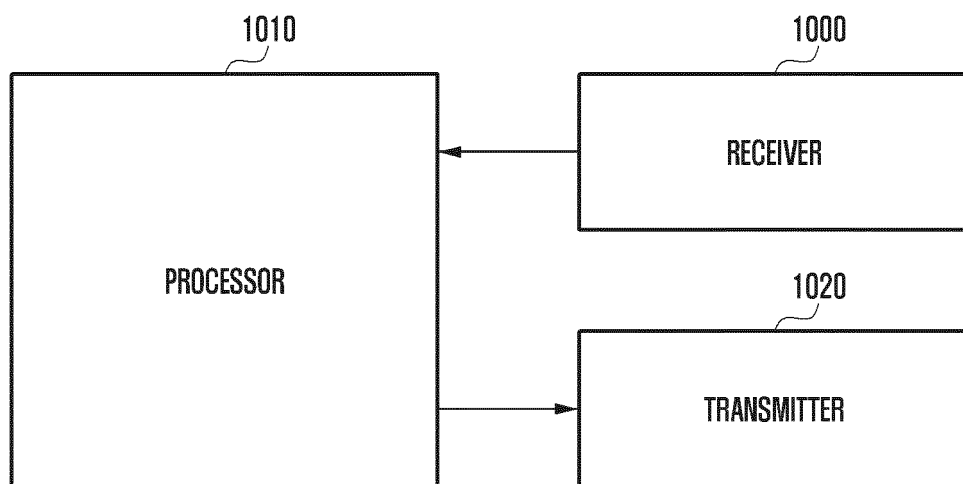 1010
1000
RECEIVER
PROCESSOR
1020
TRANSMITTER